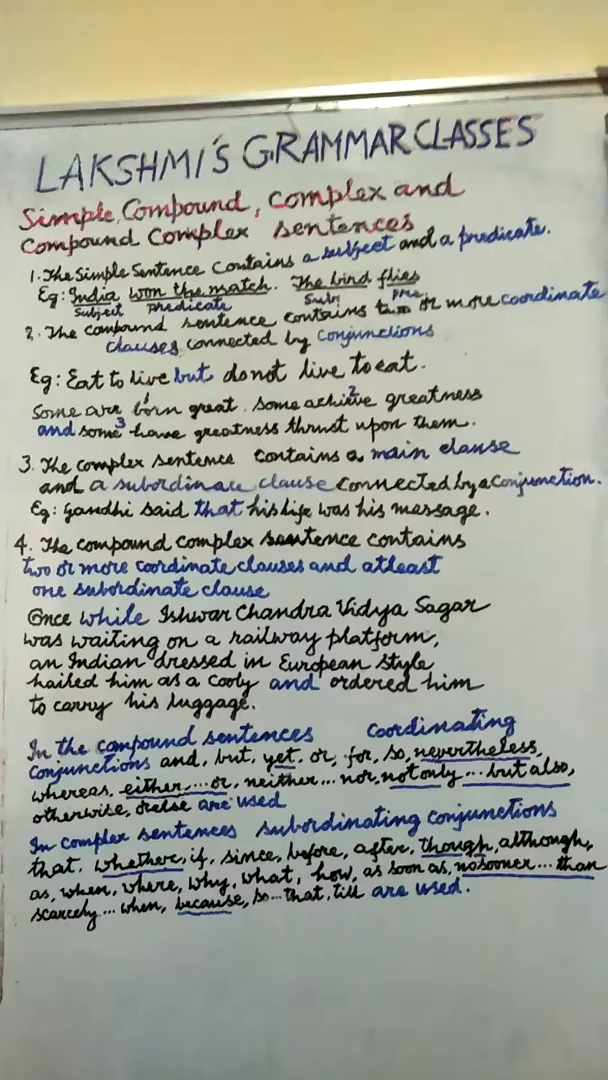 LAKSHMI'S GRAMMAR CLASSES
Simple, Compound, Complex and
Compound Complex sentences
1. The Simple Sentence contains a subject and a predicate.
Eg: India won the match. The bird flies
Subject predicate Sub: pre.
2. The compound sentence contains two or more coordinate
clauses connected by conjunctions
Eg: Eat to live but do not live to eat.
1 2
Some are born great. Some achieve greatness
3
and some have greatness thrust upon them.
3. The complex sentence contains a main clause
and a subordinate clause connected by a conjunction.
Eg: Gandhi said that his life was his message.
4. The compound complex sentence contains
two or more coordinate clauses and atleast
one subordinate clause
Once while Ishwar Chandra Vidya Sagar
was waiting on a railway platform,
an Indian dressed in European style
hailed him as a cooly and ordered him
to carry his luggage.
In the compound sentences Coordinating
conjunctions and, but, yet, or, for, so, nevertheless,
whereas, either....or, neither... nor, not only ... but also,
otherwise, orelse are used
In complex sentences subordinating conjunctions
that, whether, if, since, before, after, though, although,
as, when, where, why, what, how, as soon as, nosooner... than
scarcely... when, because, so...that, till are used.